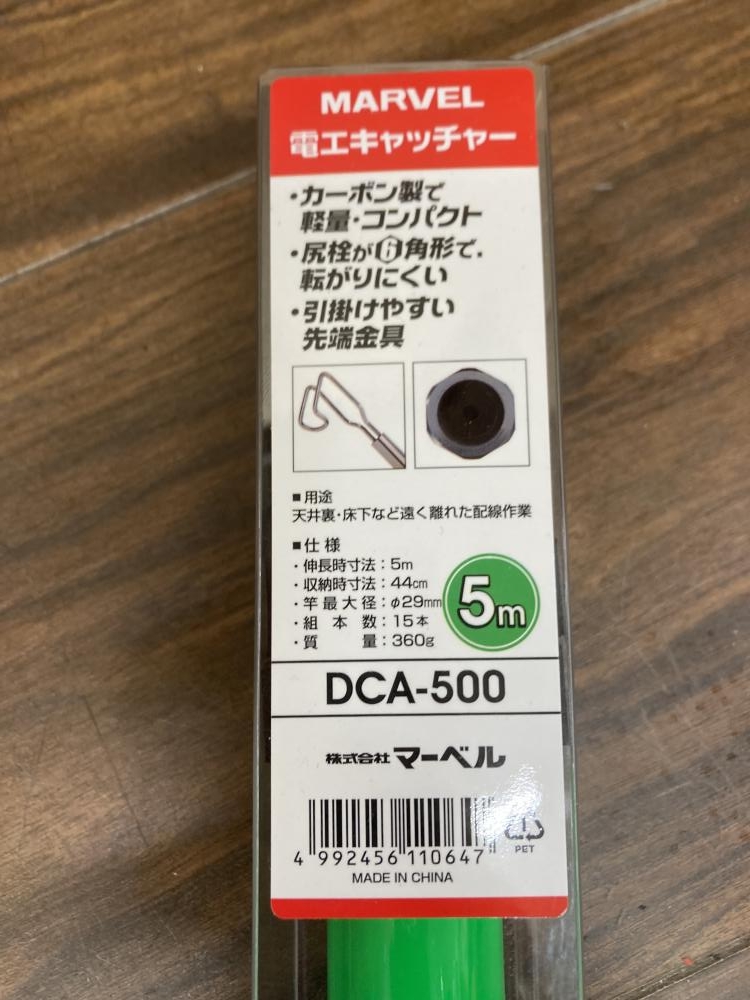 MARVEL
電工キャッチャー
・カーボン製で
軽量・コンパクト
・尻栓が6角形で、
転がりにくい
・引掛けやすい
先端金具
■用途
天井裏・床下など遠く離れた配線作業
■仕様
・伸長時寸法:5m
・収納時寸法:44cm
・竿最大径:φ29mm
・組本数:15本
・質量:360g
5m
DCA-500
株式会社マーベル
4 992456 110647
PET
MADE IN CHINA